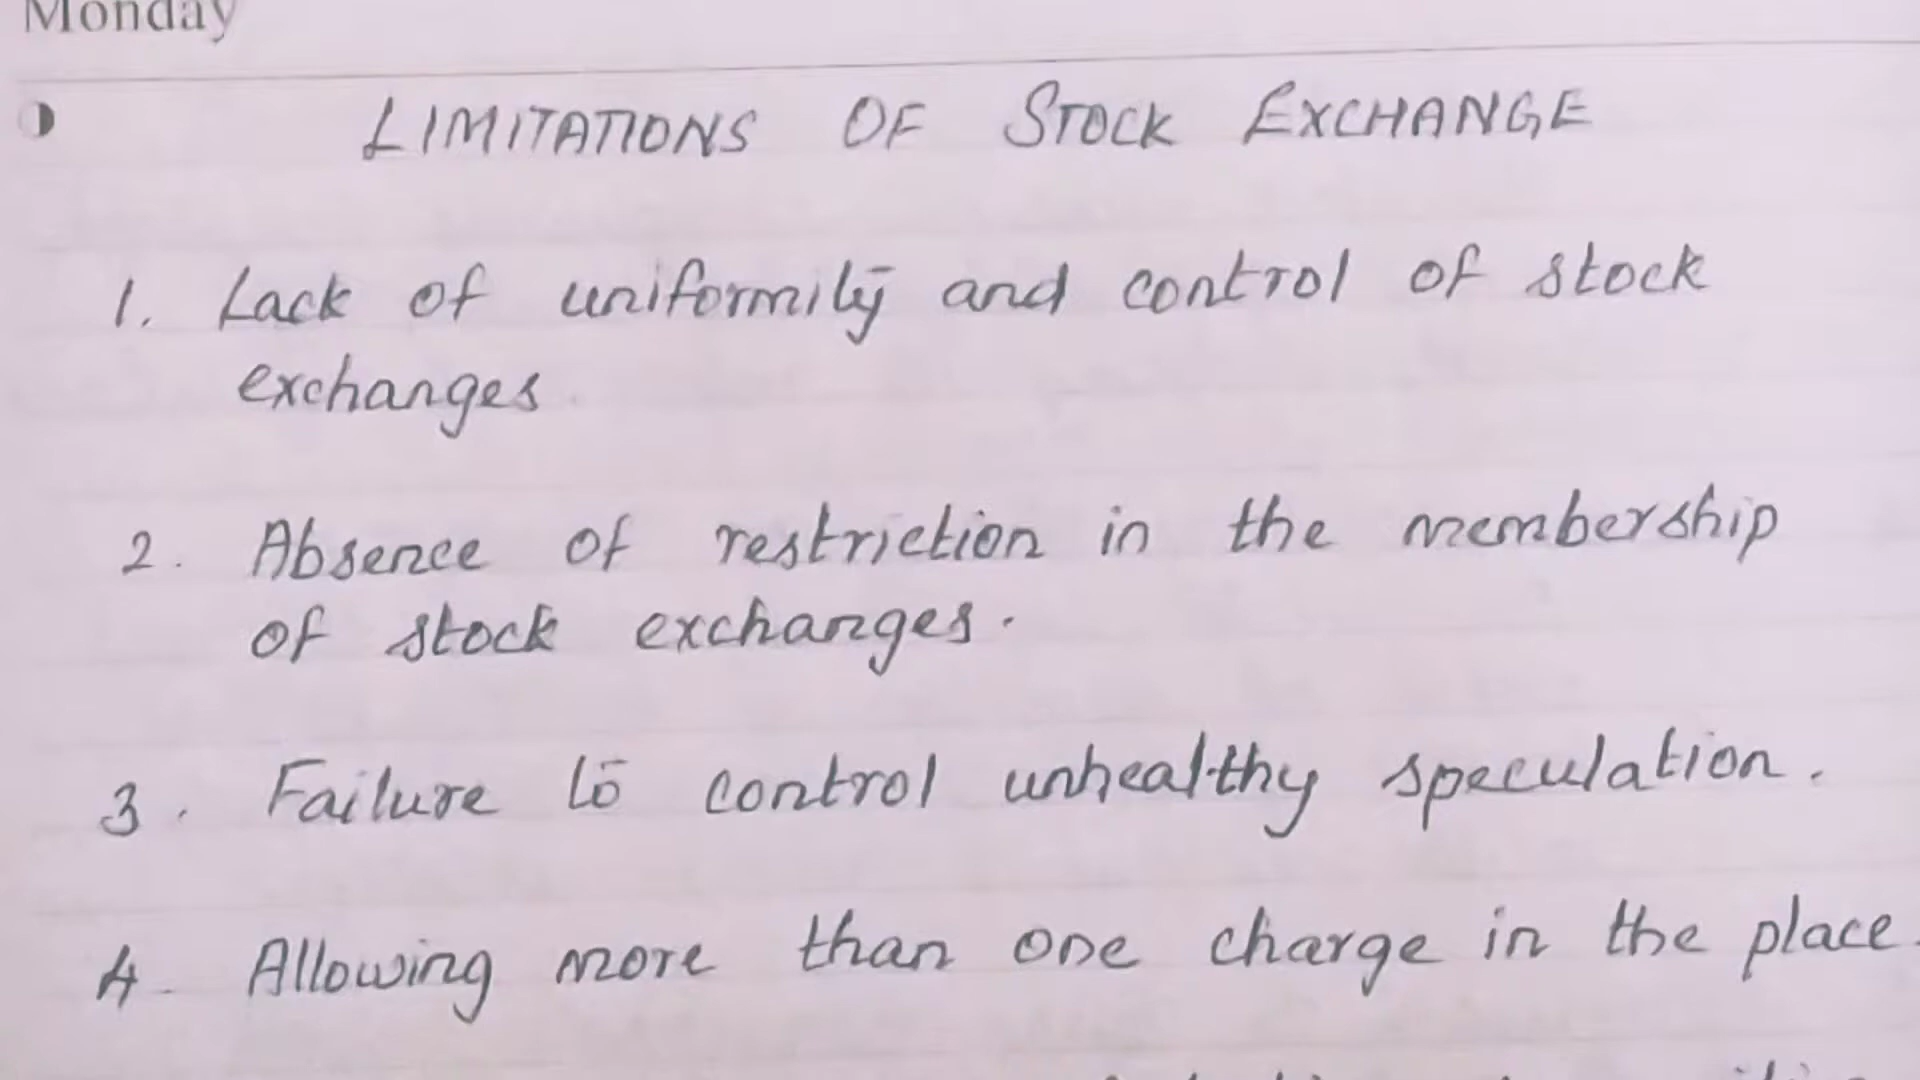 Monday
LIMITATIONS OF STOCK EXCHANGE
1. Lack of uniformity and control of stock
exchanges.
2. Absence of restriction in the membership
of stock exchanges.
3. Failure to control unhealthy speculation.
4. Allowing more than one charge in the place.